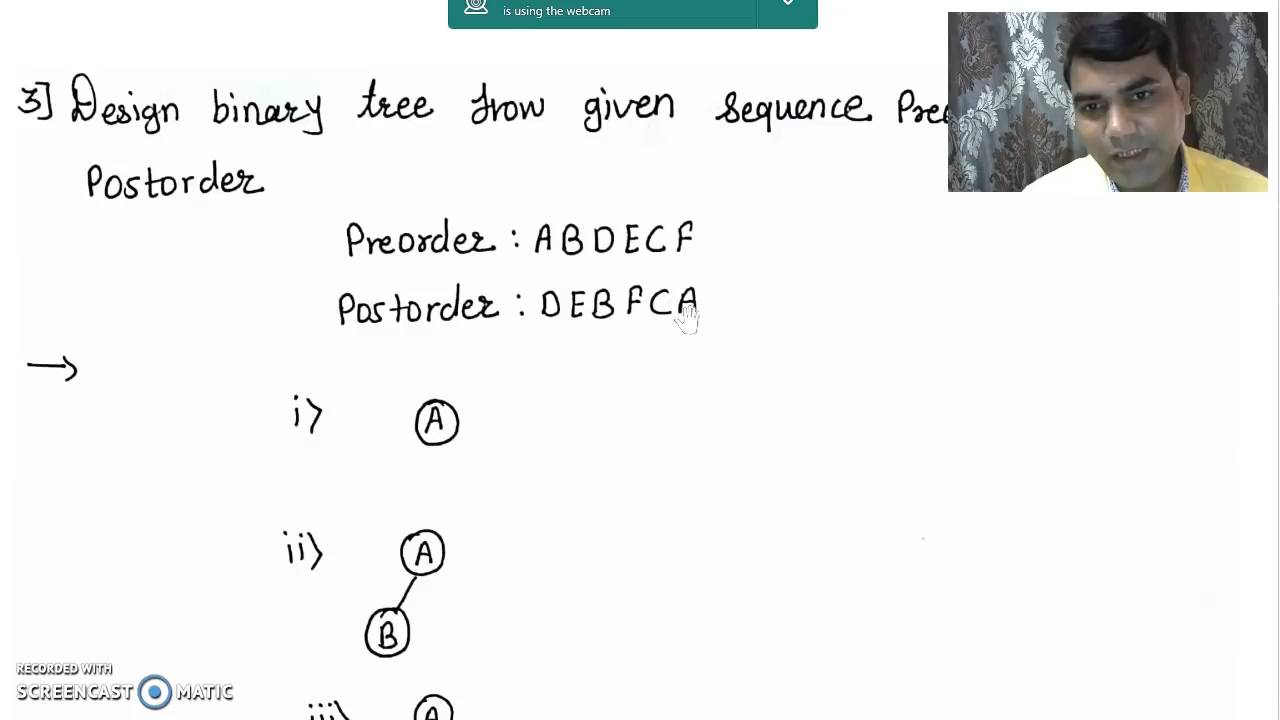 is using the webcam
3] Design binary tree from given sequence
Postorder
Preorder : A B D E C F
Postorder : D E B F C A
→
i> A
ii> A
B
iii> A
RECORDED WITH
SCREENCAST MATIC